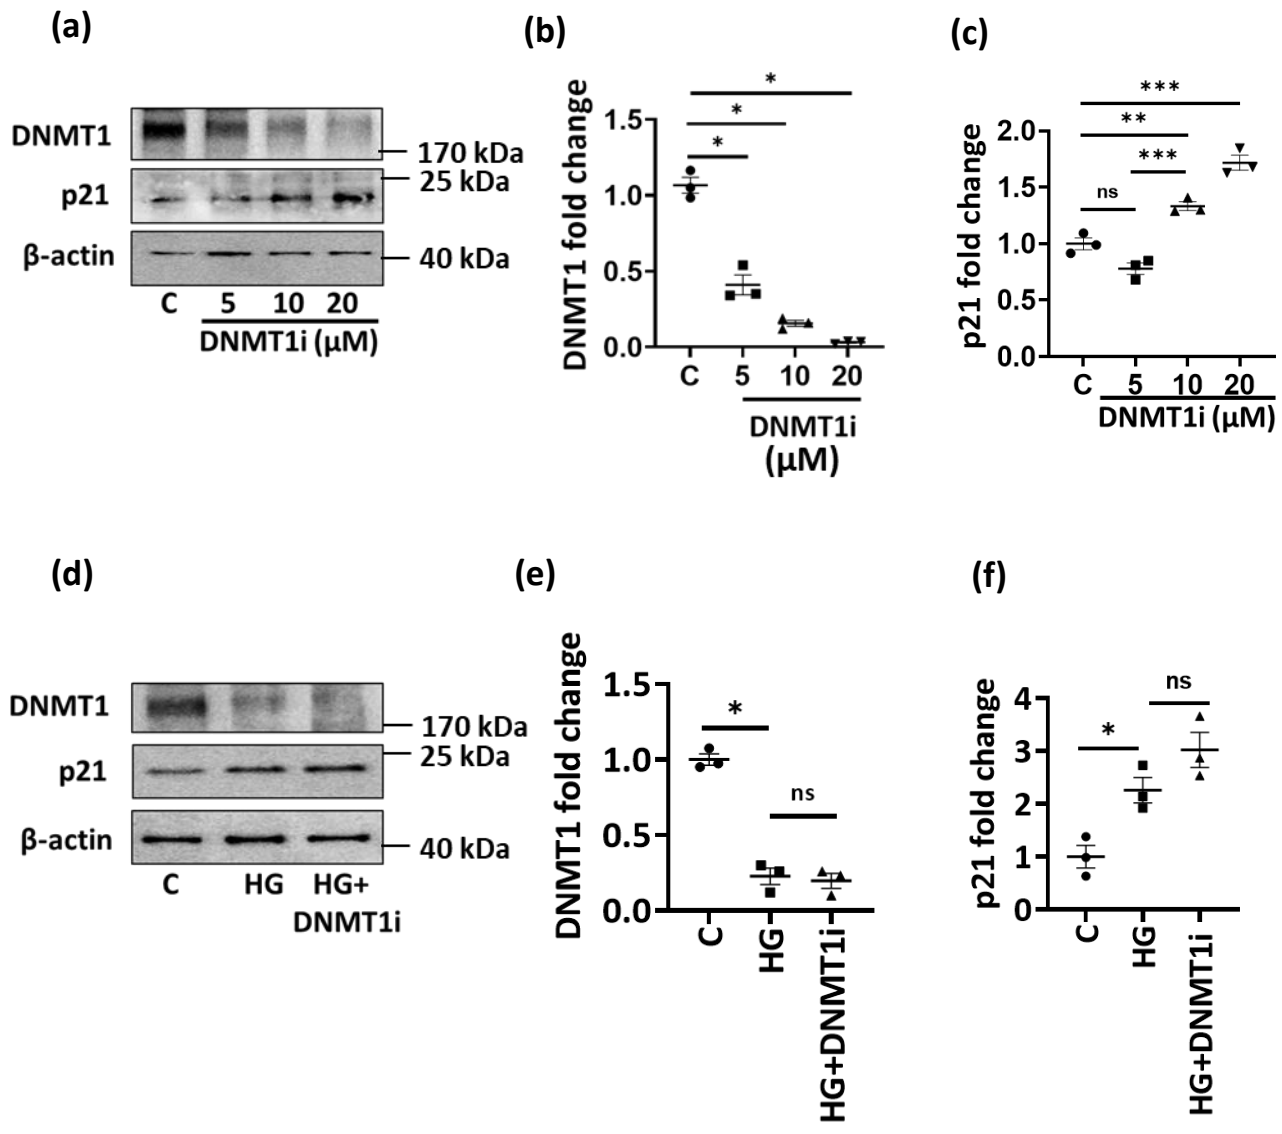 (a)
DNMT1
170 kDa
25 kDa
p21
β-actin
40 kDa
C 5 10 20
DNMT1i (μM)
(b)
DNMT1 fold change
*
*
*
1.5
1.0
0.5
0.0
C 5 10 20
DNMT1i
(μM)
(c)
p21 fold change
***
**
***
ns
2.0
1.5
1.0
0.5
0.0
C 5 10 20
DNMT1i (μM)
(d)
DNMT1
170 kDa
25 kDa
p21
β-actin
40 kDa
C HG HG+
DNMT1i
(e)
DNMT1 fold change
1.5
*
1.0
ns
0.5
0.0
C
HG
HG+DNMT1i
(f)
p21 fold change
ns
*
4
3
2
1
0
C
HG
HG+DNMT1i